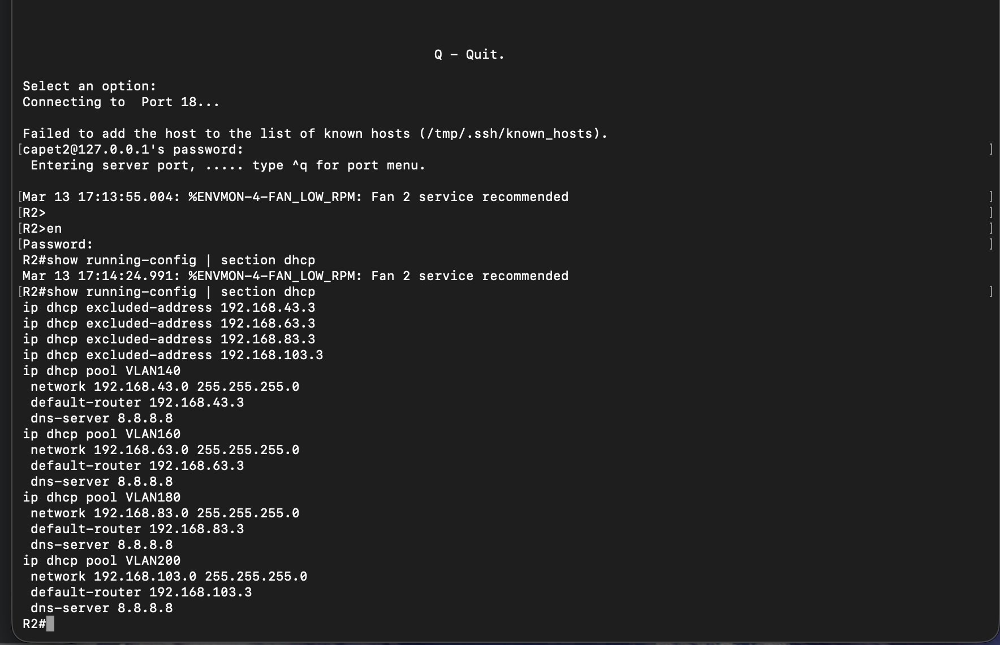 Q - Quit.
Select an option:
Connecting to  Port 18...
Failed to add the host to the list of known hosts (/tmp/.ssh/known_hosts).
[capet2@127.0.0.1's password: ]
Entering server port, ..... type ^q for port menu.
[Mar 13 17:13:55.004: %ENVMON-4-FAN_LOW_RPM: Fan 2 service recommended ]
[R2> ]
[R2>en ]
[Password: ]
R2#show running-config | section dhcp
Mar 13 17:14:24.991: %ENVMON-4-FAN_LOW_RPM: Fan 2 service recommended
[R2#show running-config | section dhcp ]
ip dhcp excluded-address 192.168.43.3
ip dhcp excluded-address 192.168.63.3
ip dhcp excluded-address 192.168.83.3
ip dhcp excluded-address 192.168.103.3
ip dhcp pool VLAN140
 network 192.168.43.0 255.255.255.0
 default-router 192.168.43.3
 dns-server 8.8.8.8
ip dhcp pool VLAN160
 network 192.168.63.0 255.255.255.0
 default-router 192.168.63.3
 dns-server 8.8.8.8
ip dhcp pool VLAN180
 network 192.168.83.0 255.255.255.0
 default-router 192.168.83.3
 dns-server 8.8.8.8
ip dhcp pool VLAN200
 network 192.168.103.0 255.255.255.0
 default-router 192.168.103.3
 dns-server 8.8.8.8
R2#